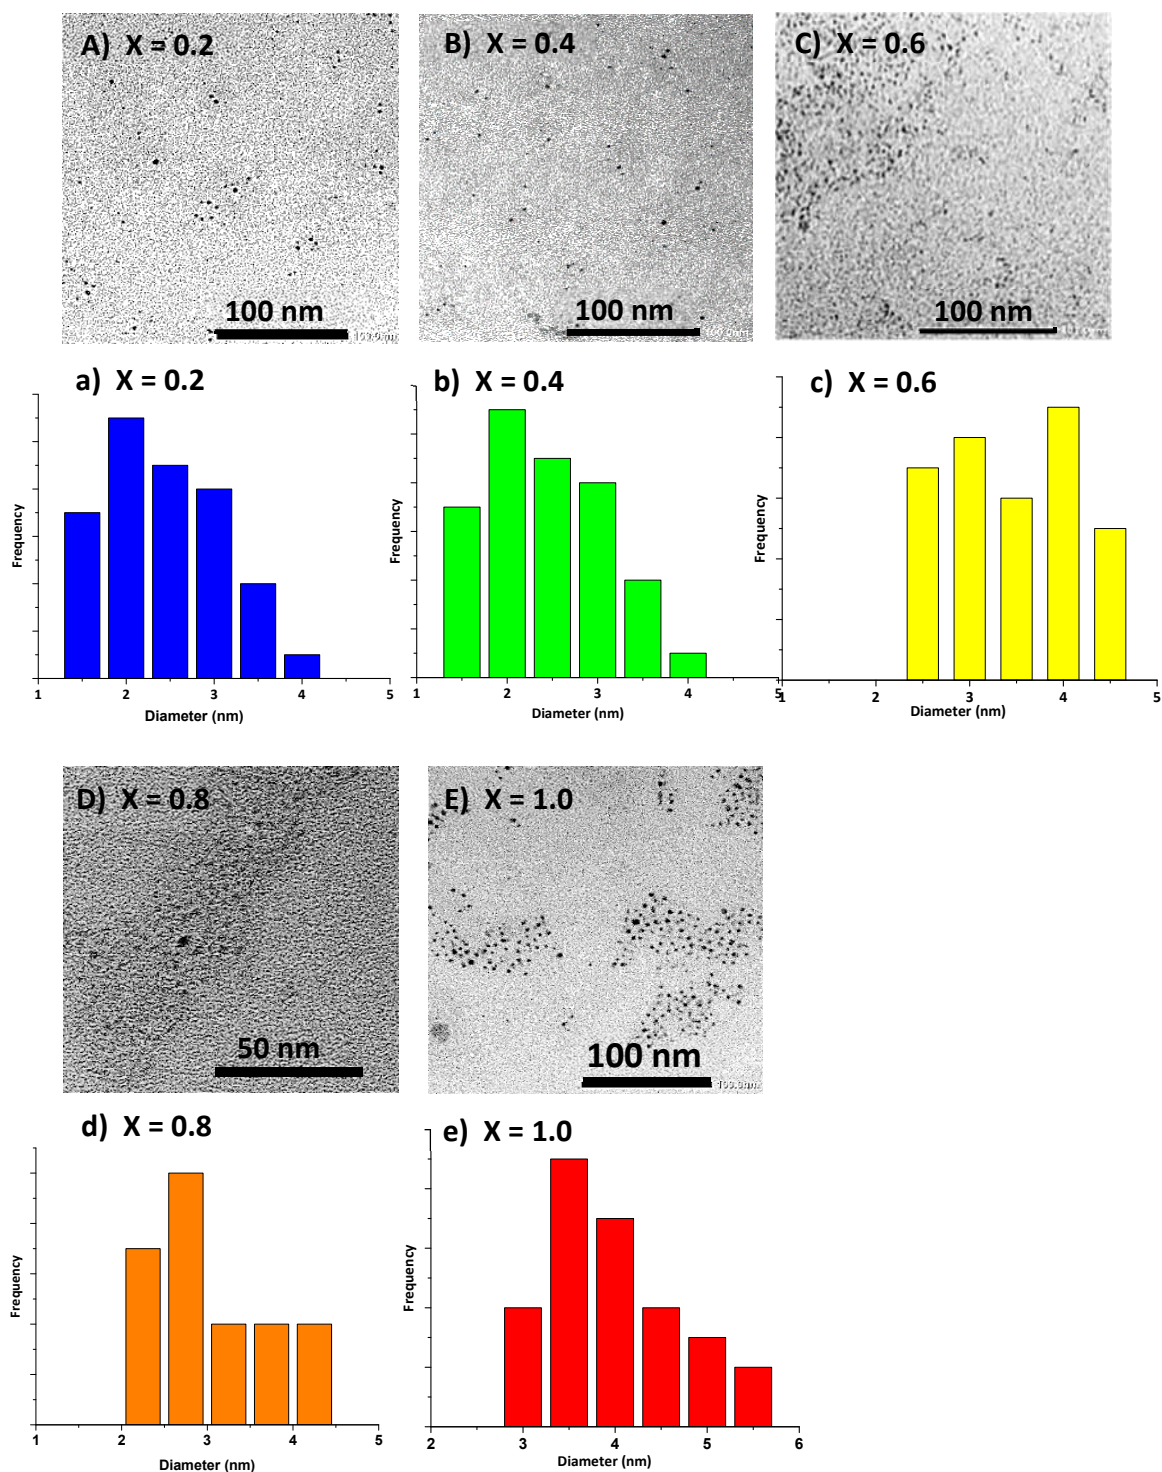 A) X = 0.2
B) X = 0.4
C) X = 0.6
100 nm
100 nm
100 nm
a) X = 0.2
b) X = 0.4
c) X = 0.6
Frequency
Frequency
Frequency
1 2 3 4 5
1 2 3 4 5
1 2 3 4 5
Diameter (nm)
Diameter (nm)
Diameter (nm)
D) X = 0.8
E) X = 1.0
50 nm
100 nm
d) X = 0.8
e) X = 1.0
Frequency
Frequency
1 2 3 4 5
2 3 4 5 6
Diameter (nm)
Diameter (nm)